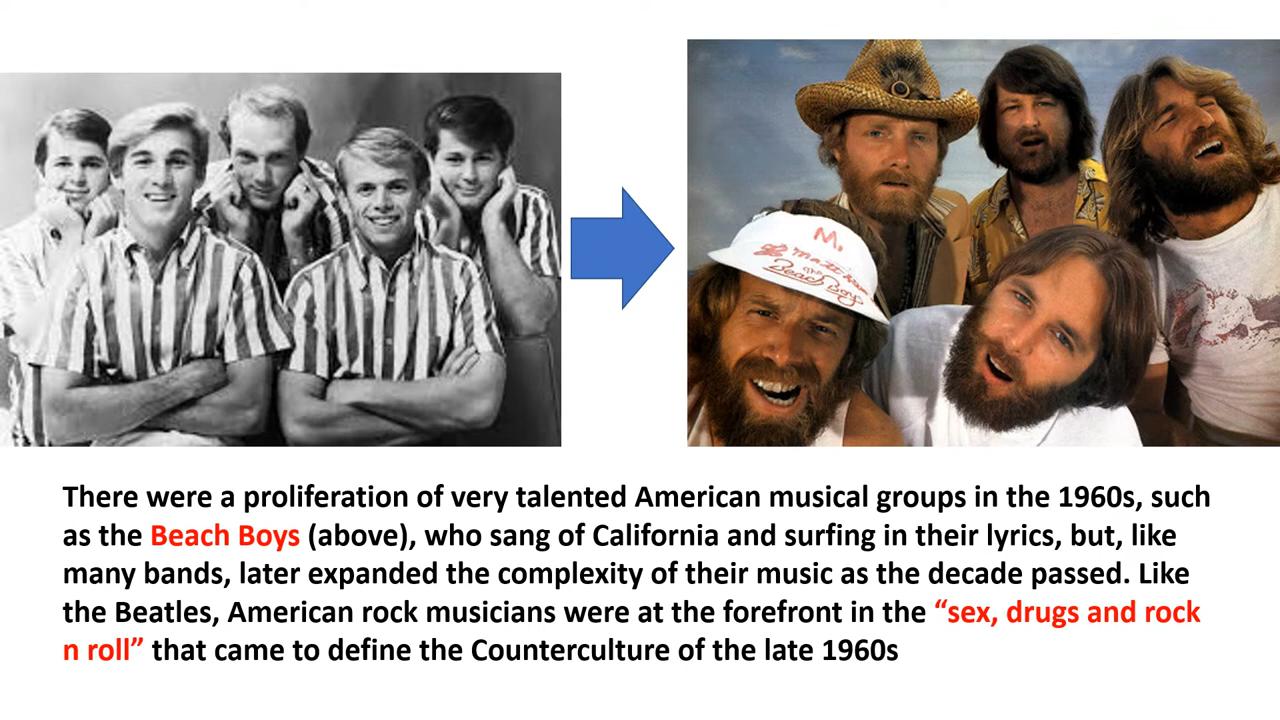 M.
Beach Boys
There were a proliferation of very talented American musical groups in the 1960s, such
as the Beach Boys (above), who sang of California and surfing in their lyrics, but, like
many bands, later expanded the complexity of their music as the decade passed. Like
the Beatles, American rock musicians were at the forefront in the “sex, drugs and rock
n roll” that came to define the Counterculture of the late 1960s